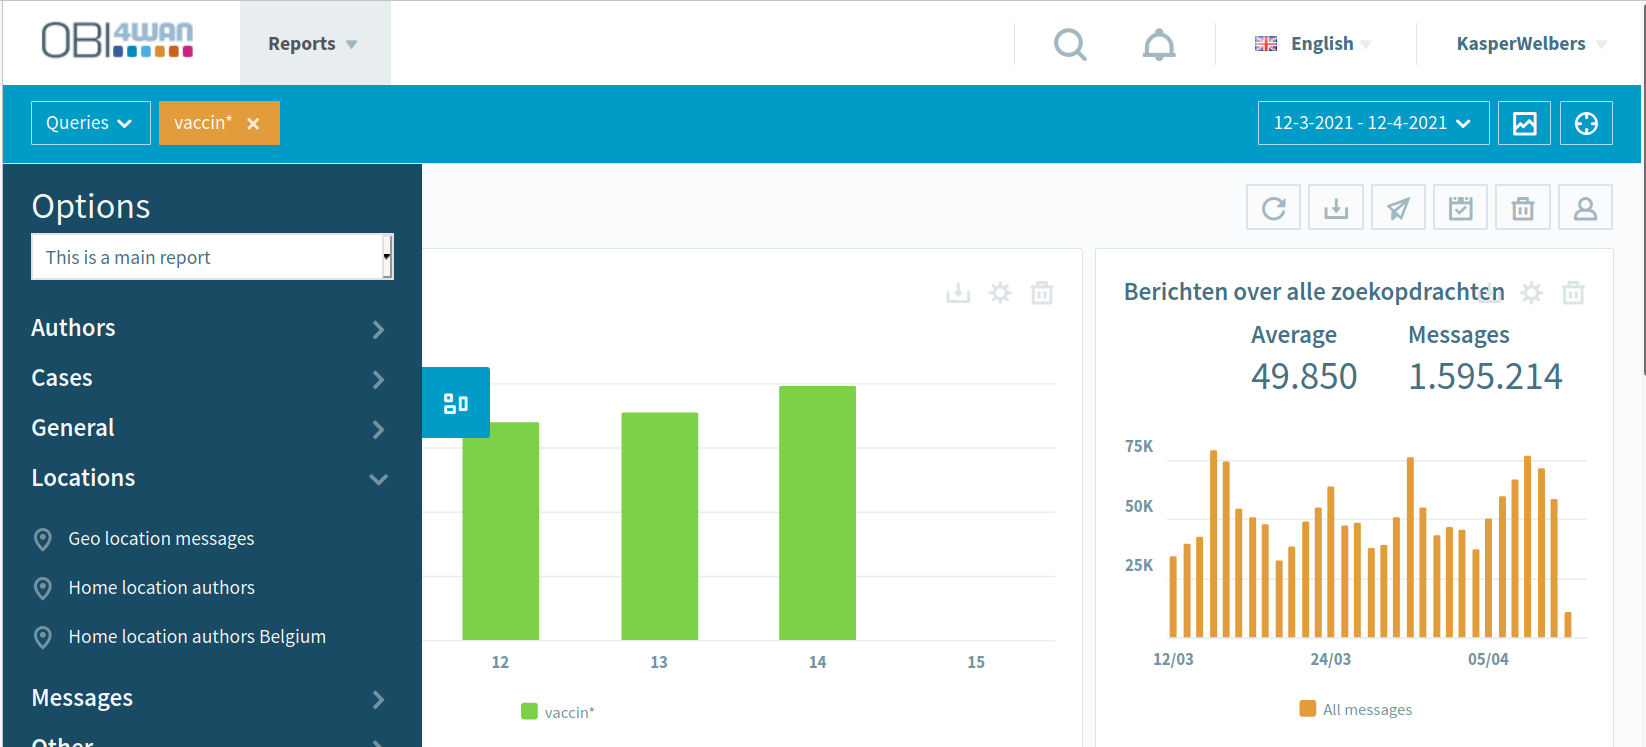 OBI4wan
Reports
English
KasperWelbers
Queries
vaccin*
12-3-2021 - 12-4-2021
Options
This is a main report
Authors
Cases
General
Locations
Geo location messages
Home location authors
Home location authors Belgium
Messages
Other
12 13 14 15
vaccin*
Berichten over alle zoekopdrachten
Average Messages
49.850 1.595.214
75K
50K
25K
12/03 24/03 05/04
All messages